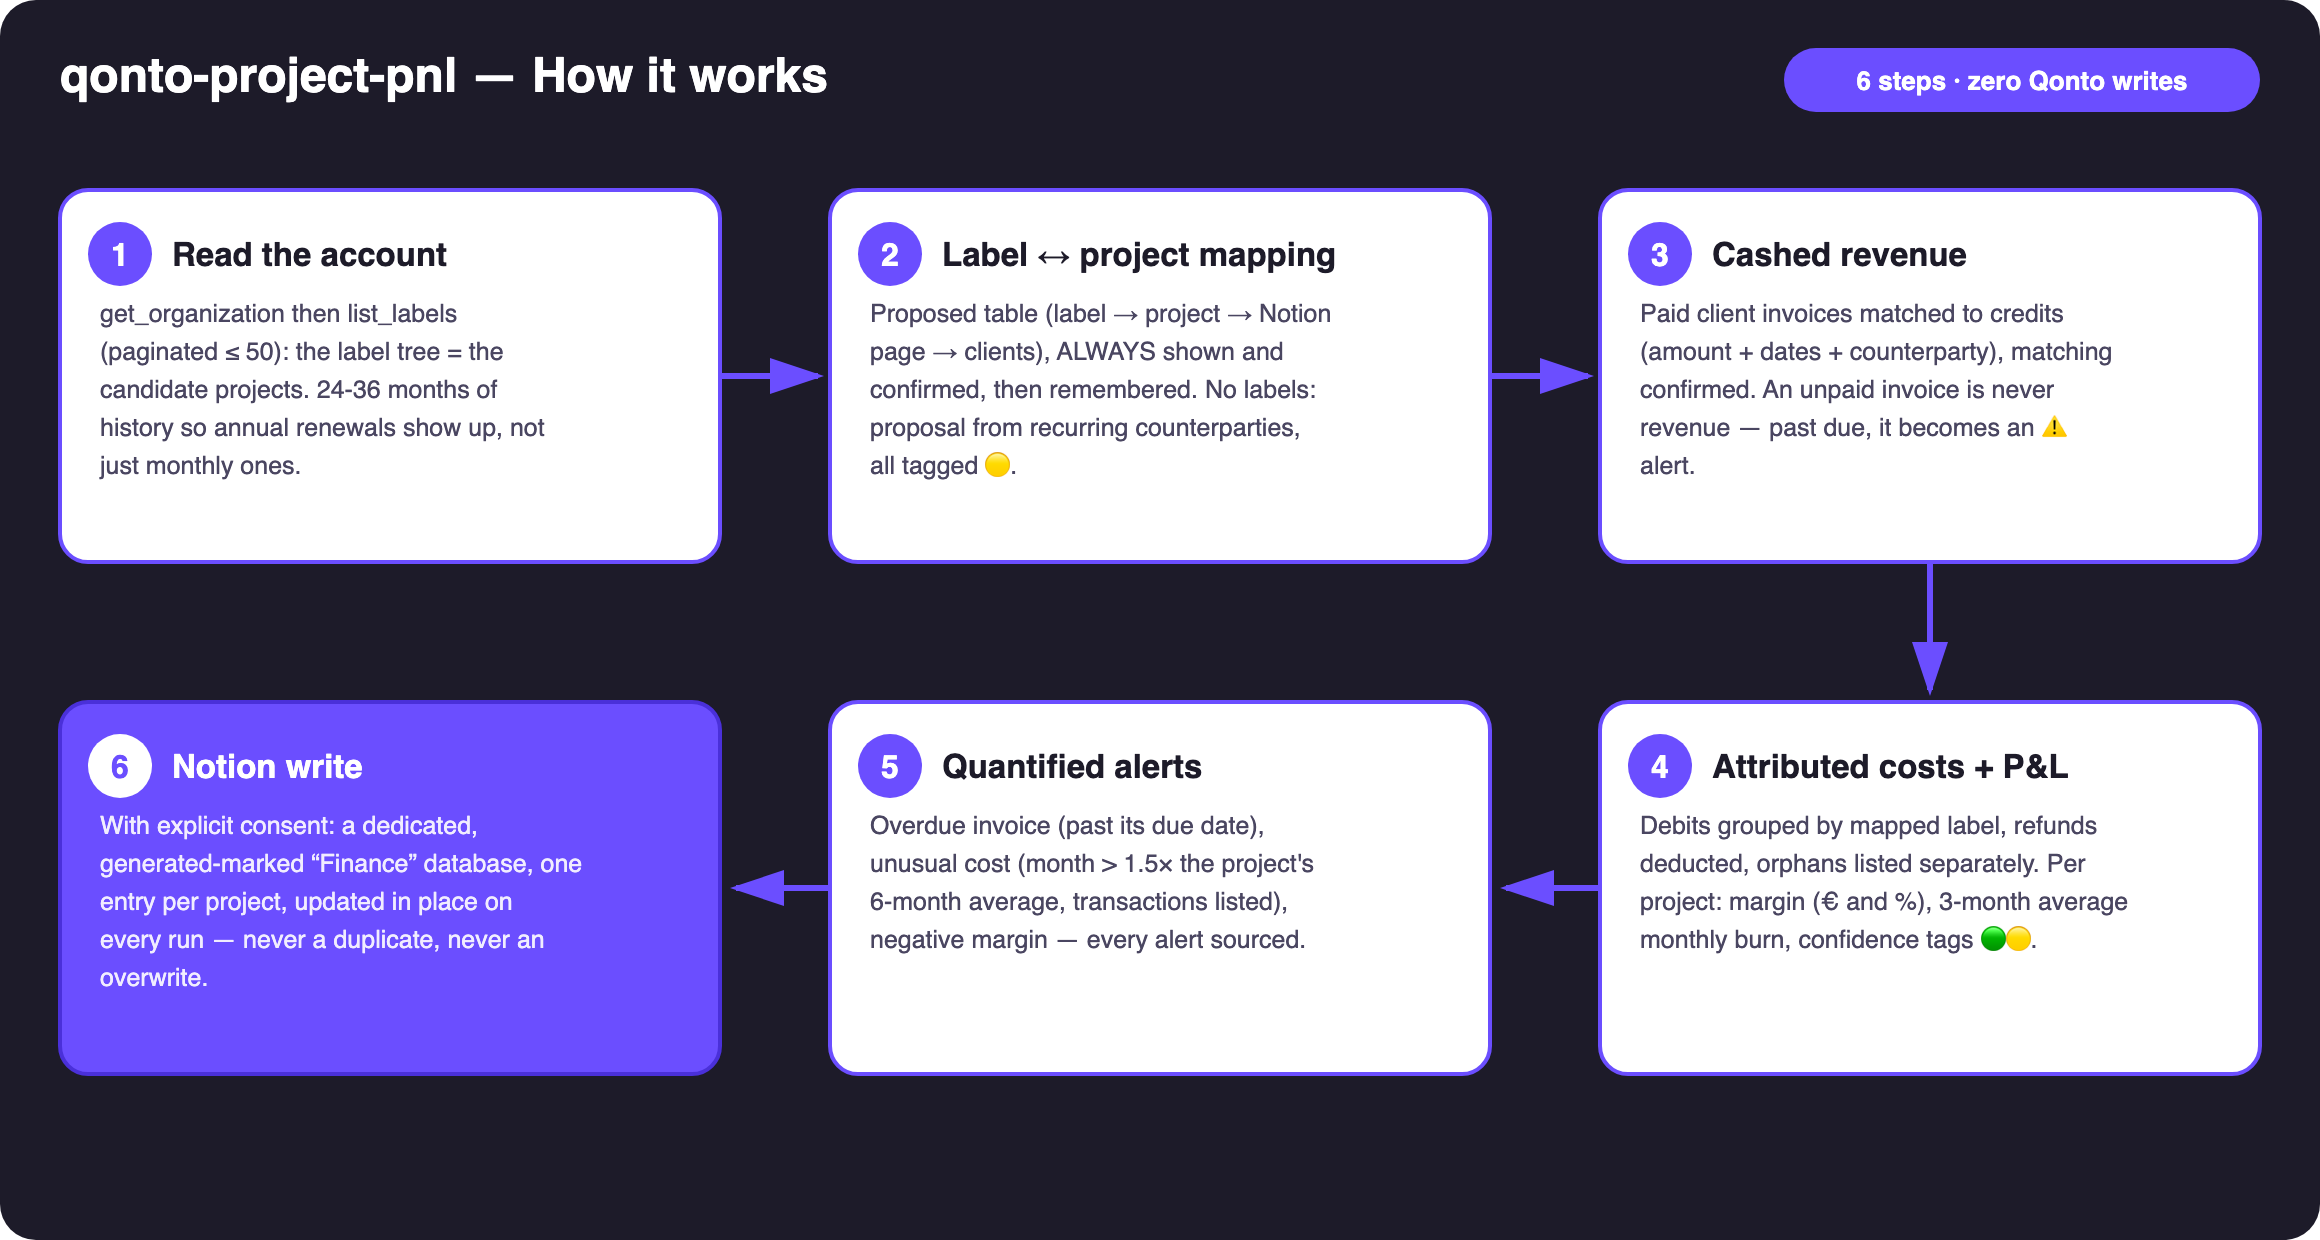 qonto-project-pnl — How it works
6 steps · zero Qonto writes
1
Read the account
get_organization then list_labels
(paginated ≤ 50): the label tree = the
candidate projects. 24-36 months of
history so annual renewals show up, not
just monthly ones.
2
Label ↔ project mapping
Proposed table (label → project → Notion
page → clients), ALWAYS shown and
confirmed, then remembered. No labels:
proposal from recurring counterparties,
all tagged 🟡.
3
Cashed revenue
Paid client invoices matched to credits
(amount + dates + counterparty), matching
confirmed. An unpaid invoice is never
revenue — past due, it becomes an ⚠️
alert.
4
Attributed costs + P&L
Debits grouped by mapped label, refunds
deducted, orphans listed separately. Per
project: margin (€ and %), 3-month average
monthly burn, confidence tags 🟢🟡.
5
Quantified alerts
Overdue invoice (past its due date),
unusual cost (month > 1.5× the project's
6-month average, transactions listed),
negative margin — every alert sourced.
6
Notion write
With explicit consent: a dedicated,
generated-marked “Finance” database, one
entry per project, updated in place on
every run — never a duplicate, never an
overwrite.